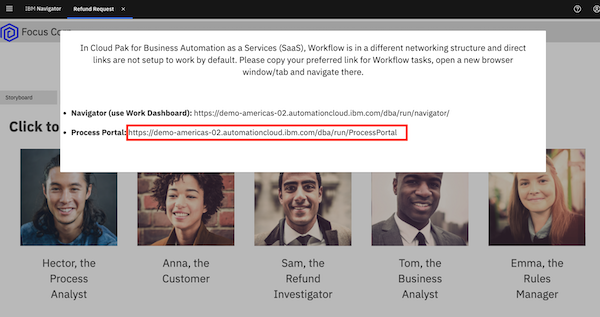 IBM Navigator Refund Request ×
Focus Co
In Cloud Pak for Business Automation as a Services (SaaS), Workflow is in a different networking structure and direct
links are not setup to work by default. Please copy your preferred link for Workflow tasks, open a new browser
window/tab and navigate there.
Storyboard
• Navigator (use Work Dashboard): https://demo-americas-02.automationcloud.ibm.com/dba/run/navigator/
Click to
• Process Portal: https://demo-americas-02.automationcloud.ibm.com/dba/run/ProcessPortal
Hector, the
Process
Analyst
Anna, the
Customer
Sam, the
Refund
Investigator
Tom, the
Business
Analyst
Emma, the
Rules
Manager